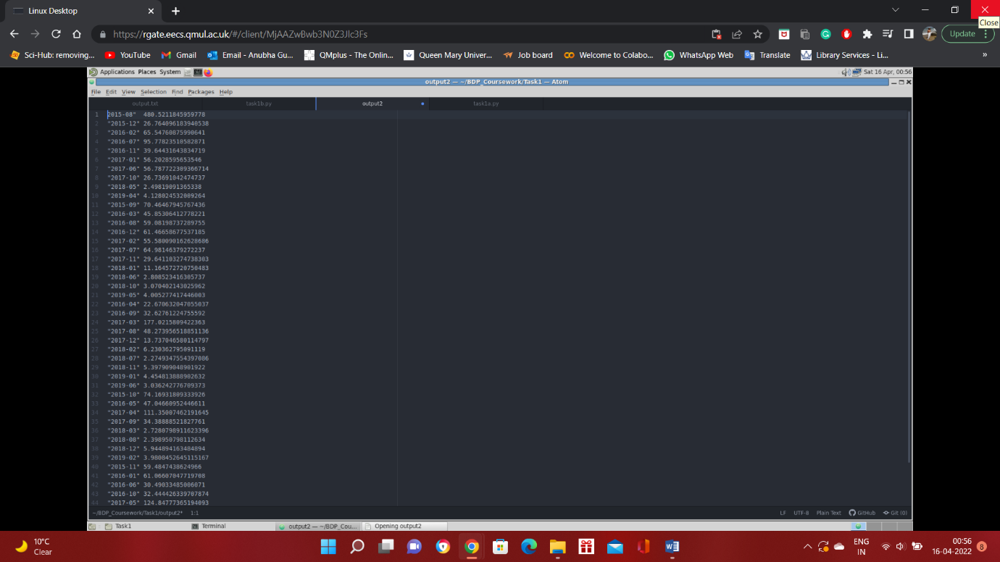 Linux Desktop
Close
https://rgate.eecs.qmul.ac.uk/#/client/MjAAZwBwb3N0Z3Jlc3Fs
Update
Sci-Hub: removing... YouTube Gmail Email - Anubha Gu... QMplus - The Onlin... Queen Mary Univer... Job board Welcome to Colabo... WhatsApp Web Translate Library Services - Li... »
Applications Places System Sat 16 Apr, 00:56
output2 — ~/BDP_Coursework/Task1 — Atom
File Edit View Selection Find Packages Help
output.txt task1b.py output2 task1a.py
1 2015-08" 480.5211845959778
2 "2015-12" 26.764096183940538
3 "2016-02" 65.54760875990641
4 "2016-07" 95.77823510582871
5 "2016-11" 39.64431643834719
6 "2017-01" 56.2028595653546
7 "2017-06" 56.787722309366714
8 "2017-10" 26.73691042474737
9 "2018-05" 2.49819091365338
10 "2019-04" 4.128024532009264
11 "2015-09" 70.46467945767436
12 "2016-03" 45.85306412778221
13 "2016-08" 59.08198737289755
14 "2016-12" 61.46658677537185
15 "2017-02" 55.580090162628686
16 "2017-07" 64.98146379272237
17 "2017-11" 29.641103274738303
18 "2018-01" 11.164572720750483
19 "2018-06" 2.808523416305737
20 "2018-10" 3.070402143025962
21 "2019-05" 4.005277417446003
22 "2016-04" 22.670632047055037
23 "2016-09" 32.62761224755592
24 "2017-03" 177.0215809422363
25 "2017-08" 48.273956518851136
26 "2017-12" 13.737046580114797
27 "2018-02" 6.230362795091119
28 "2018-07" 2.2749347554397086
29 "2018-11" 5.397909048901922
30 "2019-01" 4.454813888902632
31 "2019-06" 3.036242776709373
32 "2015-10" 74.16931809333926
33 "2016-05" 47.04660952446611
34 "2017-04" 111.35007462191645
35 "2017-09" 34.38888521827761
36 "2018-03" 2.7280798911623396
37 "2018-08" 2.398950798112634
38 "2018-12" 5.944894163484894
39 "2019-02" 3.9808452645115167
40 "2015-11" 59.4847438624966
41 "2016-01" 61.06607047719708
42 "2016-06" 30.49033485006071
43 "2016-10" 32.444426339707874
44 "2017-05" 124.84777365194093
~/BDP_Coursework/Task1/output2* 1:1 LF UTF-8 Plain Text GitHub Git (0)
Task1 Terminal output2 — ~/BDP_Cou... Opening output2
10°C
Clear
ENG
IN
00:56
16-04-2022
8